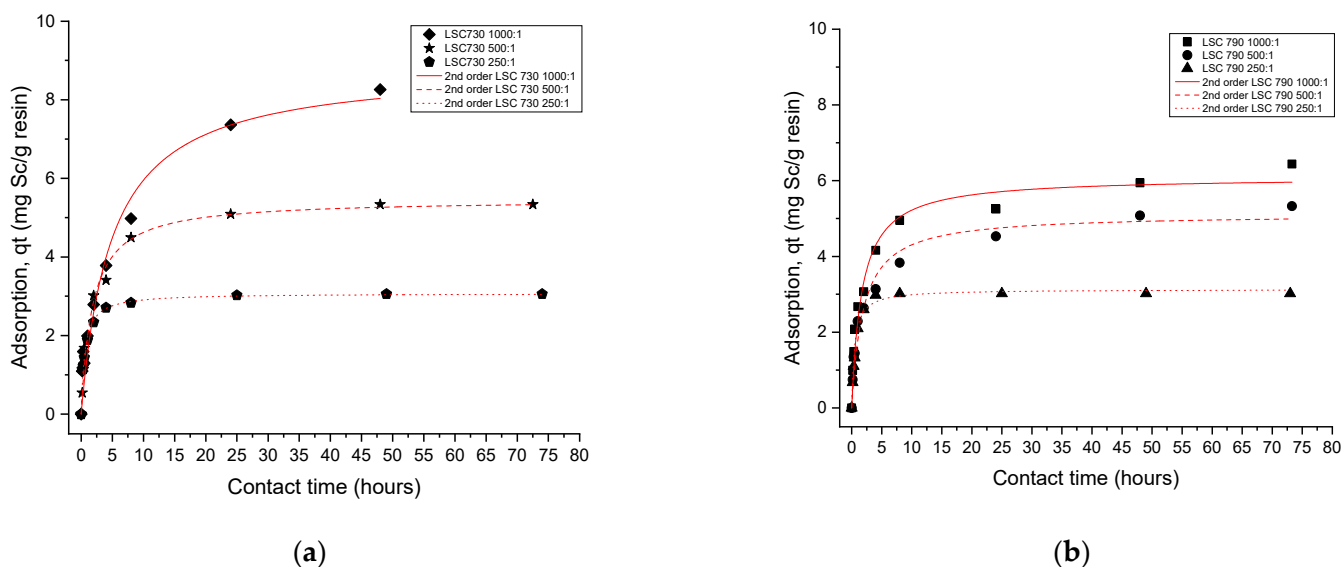 10
8
6
4
2
0
Adsorption, qt (mg Sc/g resin)
LSC730 1000:1
LSC730 500:1
LSC730 250:1
2nd order LSC 730 1000:1
2nd order LSC 730 500:1
2nd order LSC 730 250:1
0 5 10 15 20 25 30 35 40 45 50 55 60 65 70 75 80
Contact time (hours)
(a)
10
9
8
7
6
5
4
3
2
1
0
Adsorption, qt (mg Sc/g resin)
LSC 790 1000:1
LSC 790 500:1
LSC 790 250:1
2nd order LSC 790 1000:1
2nd order LSC 790 500:1
2nd order LSC 790 250:1
0 5 10 15 20 25 30 35 40 45 50 55 60 65 70 75 80
Contact time (hours)
(b)